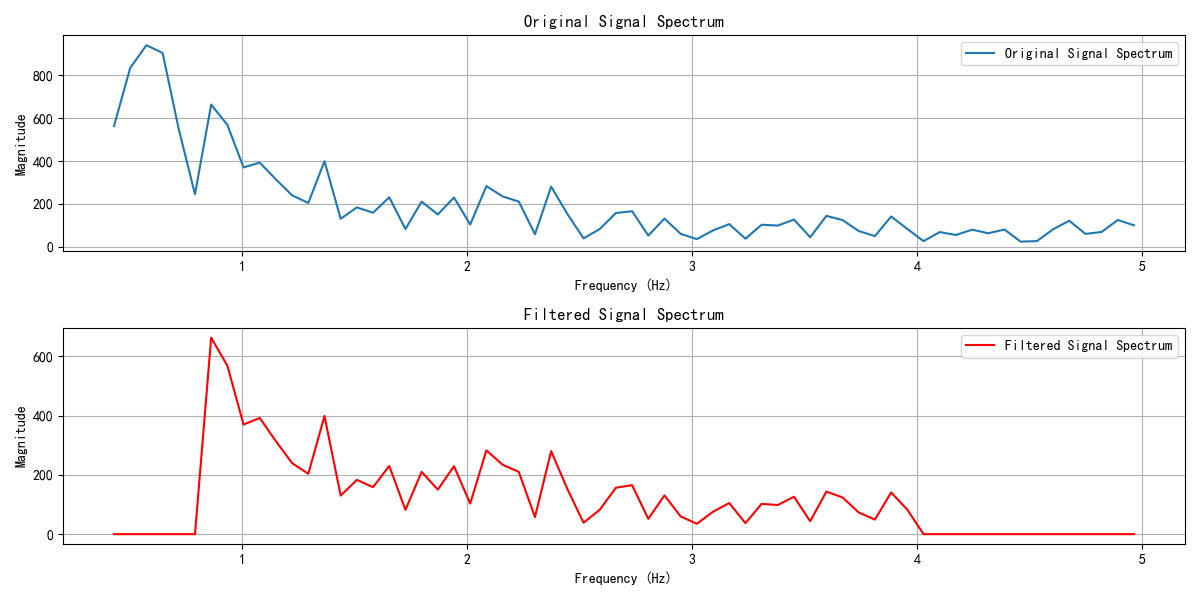 Original Signal Spectrum
Original Signal Spectrum
800
600
400
200
0
Magnitude
1 2 3 4 5
Frequency (Hz)
Filtered Signal Spectrum
Filtered Signal Spectrum
600
400
200
0
Magnitude
1 2 3 4 5
Frequency (Hz)